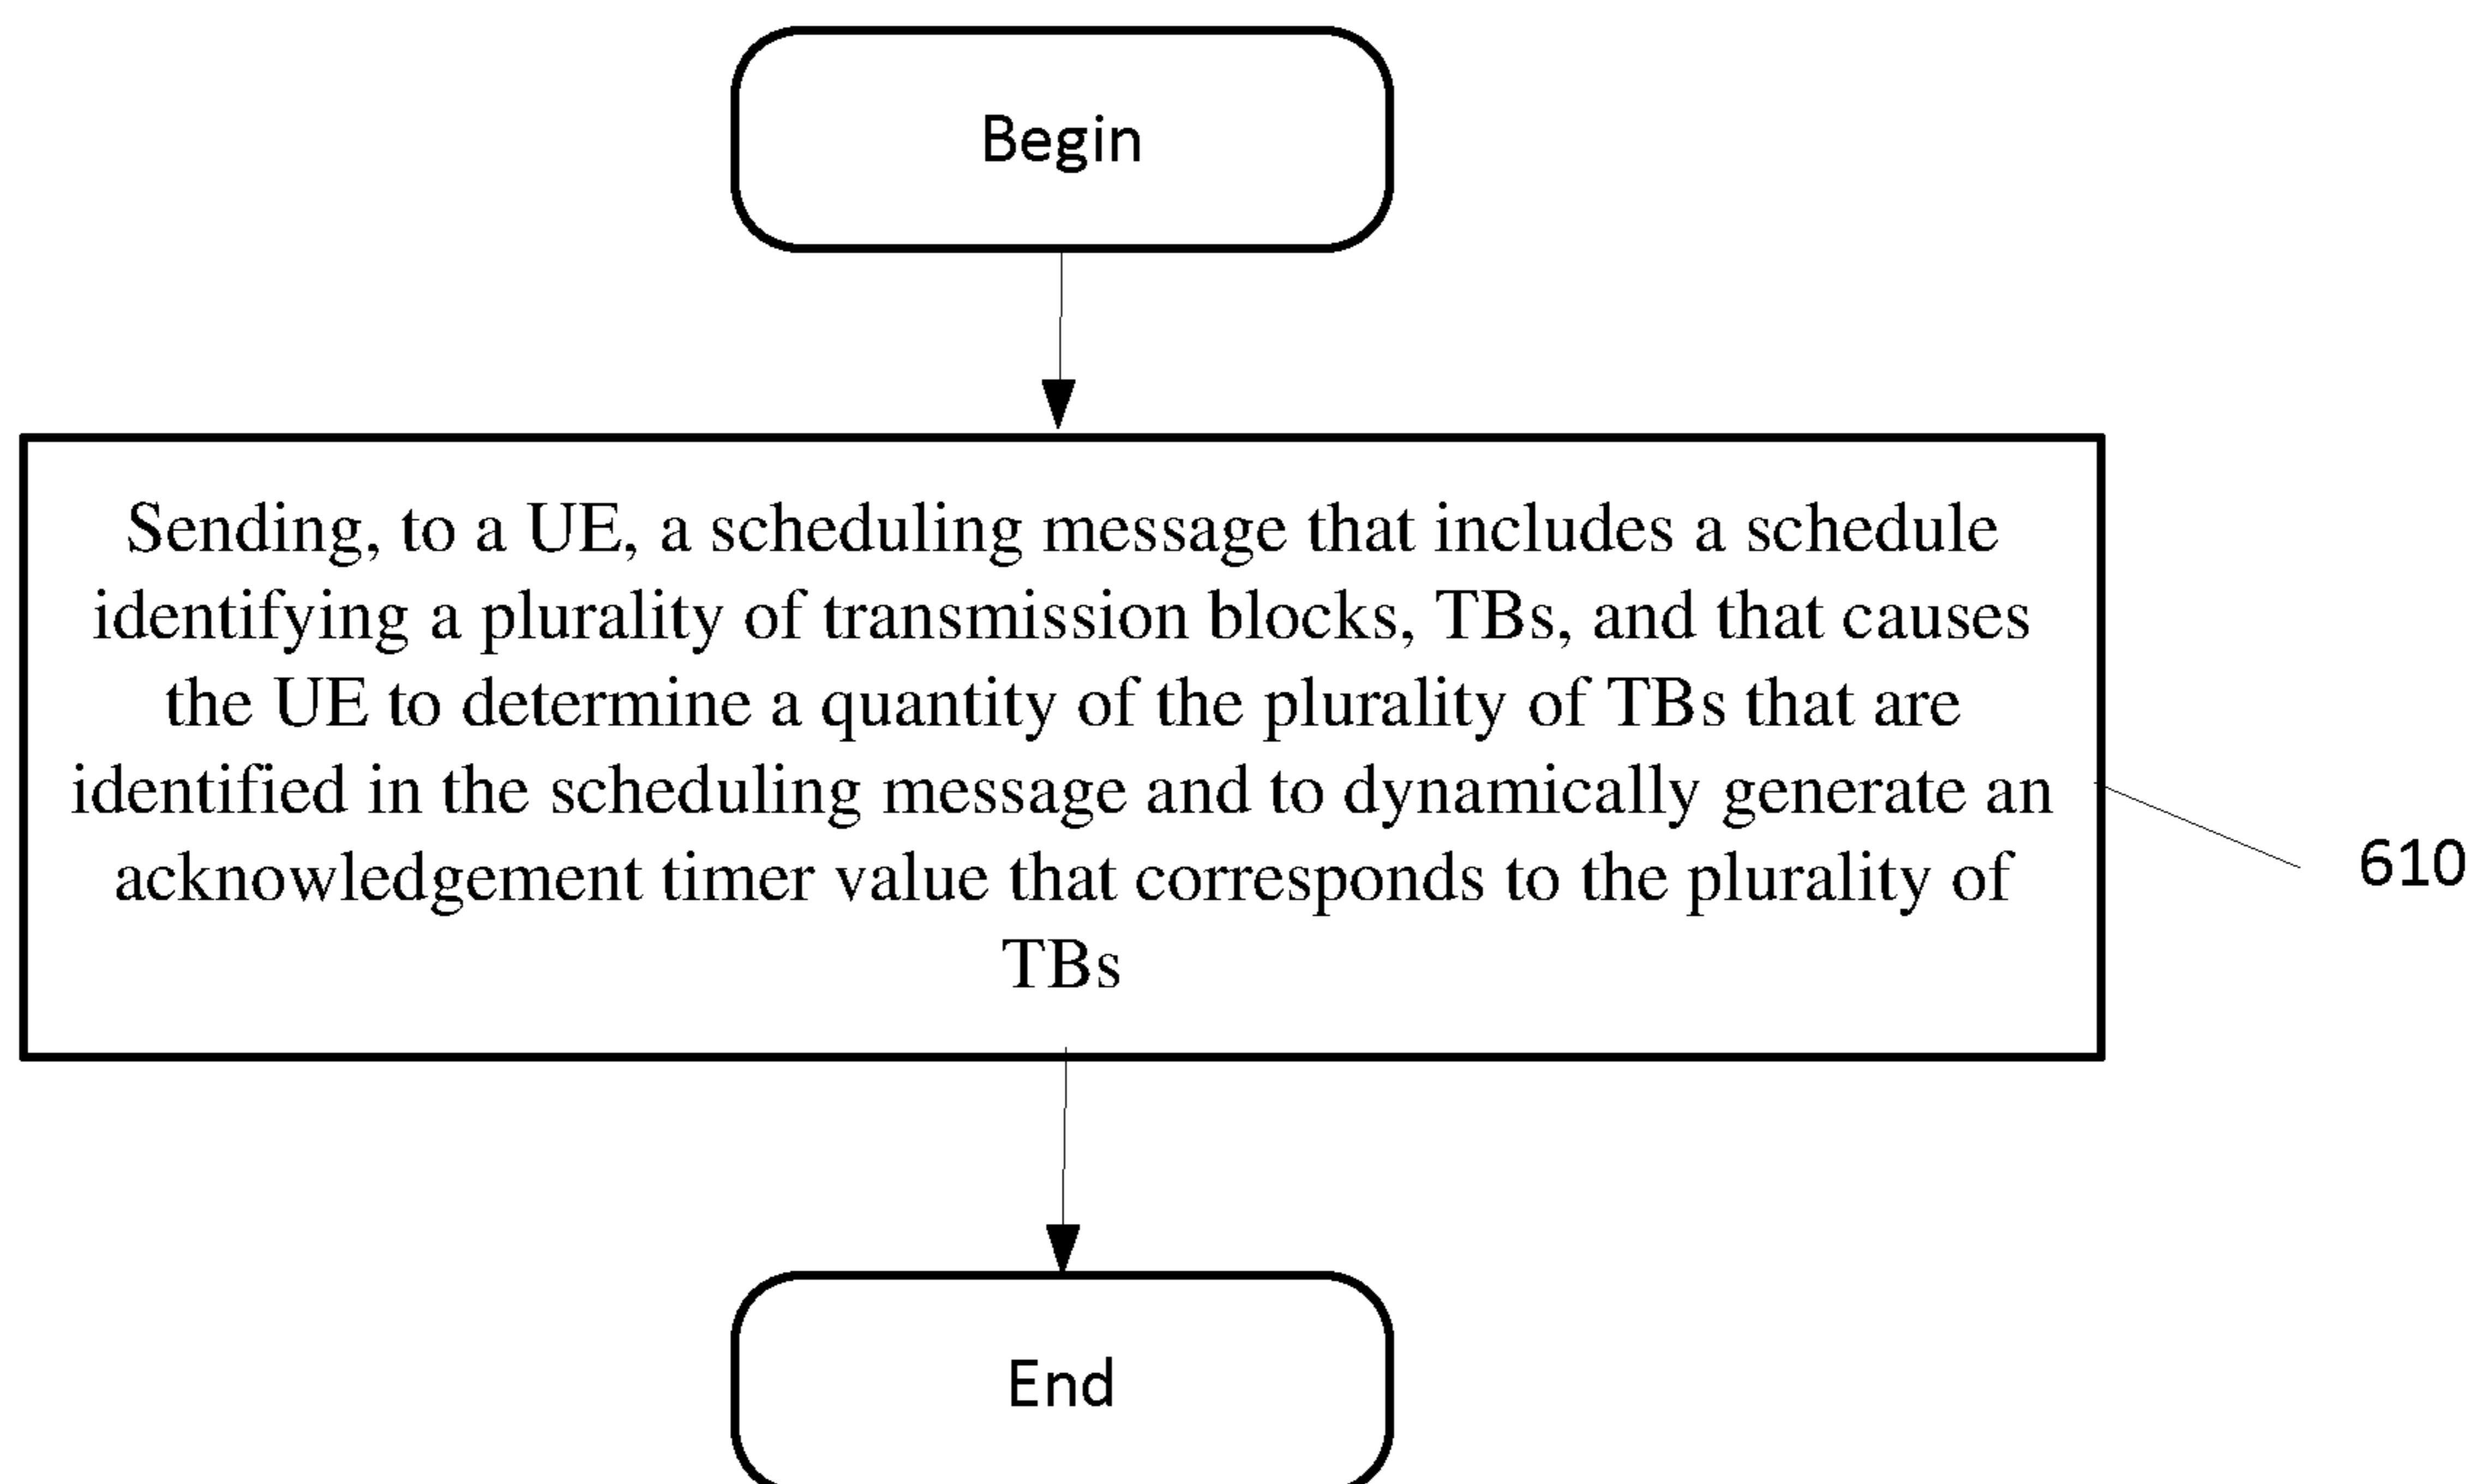 Begin
Sending, to a UE, a scheduling message that includes a schedule
identifying a plurality of transmission blocks, TBs, and that causes
the UE to determine a quantity of the plurality of TBs that are
identified in the scheduling message and to dynamically generate an
acknowledgement timer value that corresponds to the plurality of
TBs
610
End